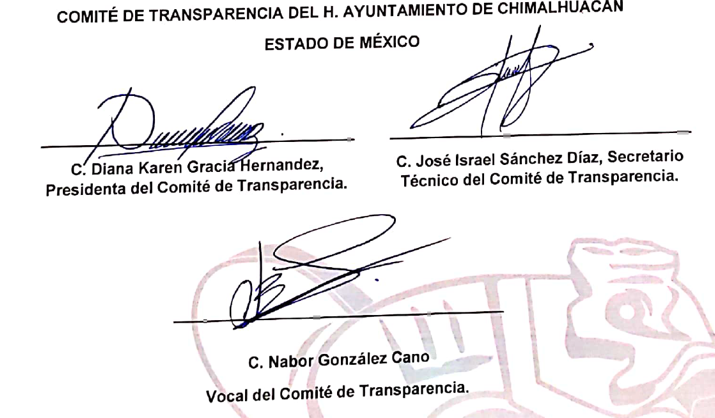 COMITÉ DE TRANSPARENCIA DEL H. AYUNTAMIENTO DE CHIMALHUACÁN
ESTADO DE MÉXICO
C. Diana Karen Gracia Hernandez,
Presidenta del Comité de Transparencia.
C. José Israel Sánchez Díaz, Secretario
Técnico del Comité de Transparencia.
C. Nabor González Cano
Vocal del Comité de Transparencia.